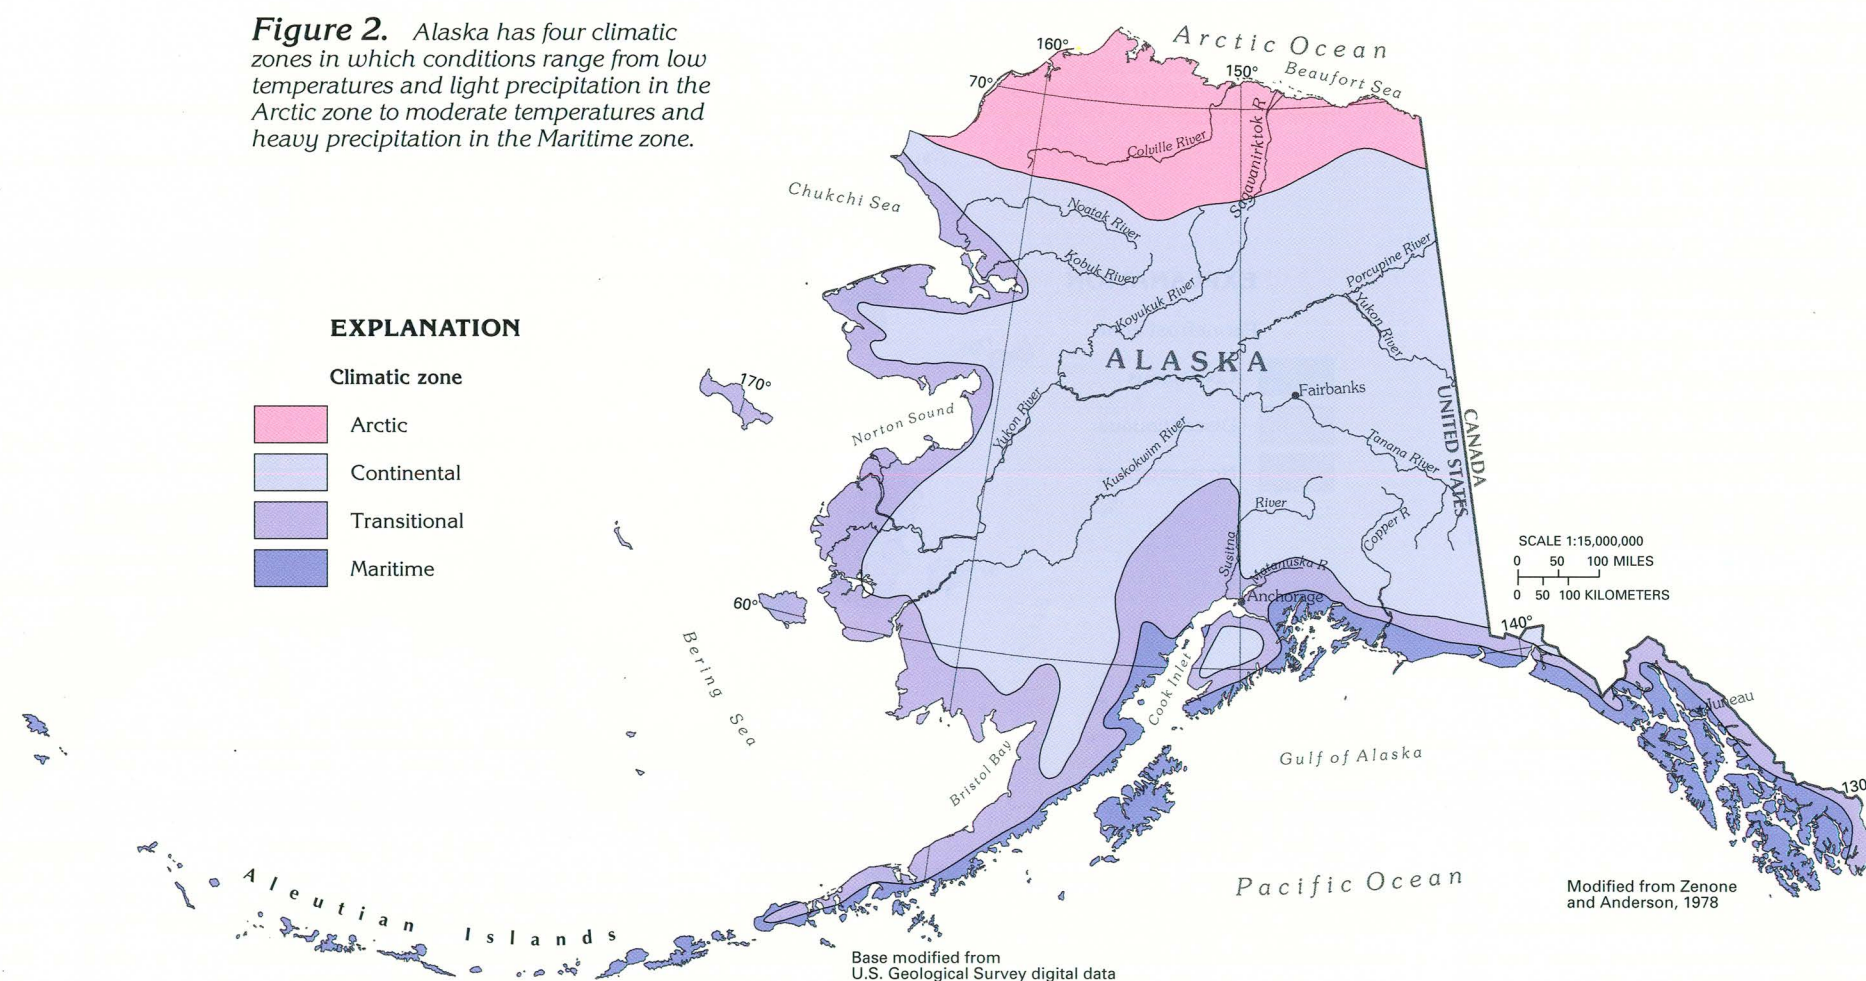 Figure 2. Alaska has four climatic
zones in which conditions range from low
temperatures and light precipitation in the
Arctic zone to moderate temperatures and
heavy precipitation in the Maritime zone.
EXPLANATION
Climatic zone
Arctic
Continental
Transitional
Maritime
Arctic Ocean
Beaufort Sea
160°
150°
70°
Colville River
Sagavanirktok R
Chukchi Sea
Noatak River
Kobuk River
Koyukuk River
Porcupine River
Yukon River
ALASKA
Fairbanks
170°
Norton Sound
Yukon River
Kuskokwim River
Tanana River
UNITED STATES
CANADA
River
Susitna
Copper R
Matanuska R
Anchorage
SCALE 1:15,000,000
0 50 100 MILES
0 50 100 KILOMETERS
60°
140°
Bering Sea
Cook Inlet
Juneau
Bristol Bay
Gulf of Alaska
130
Pacific Ocean
Aleutian Islands
Modified from Zenone
and Anderson, 1978
Base modified from
U.S. Geological Survey digital data